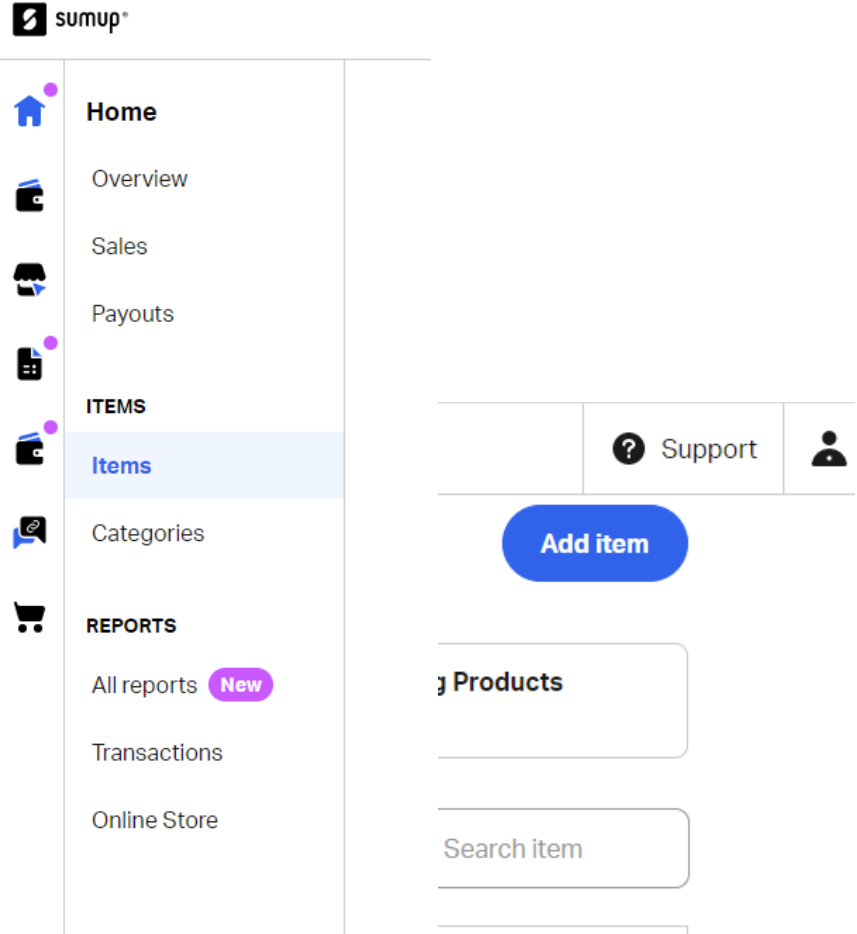 sumup®
Home
Overview
Sales
Payouts
ITEMS
Items
Categories
REPORTS
All reports New
Transactions
Online Store
Support
Add item
Products
Search item